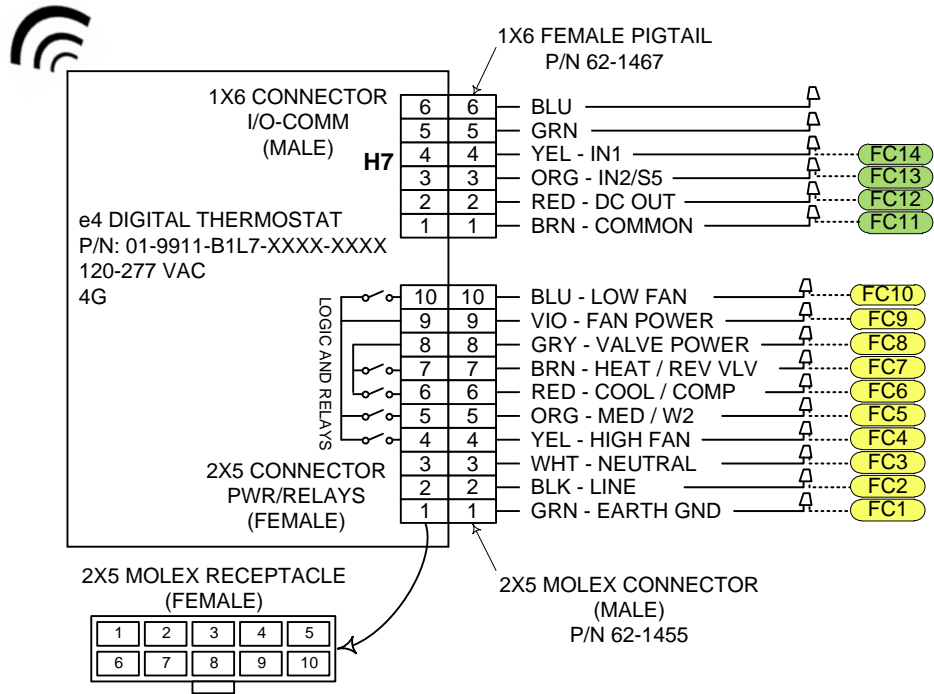 1X6 FEMALE PIGTAIL
P/N 62-1467
1X6 CONNECTOR
I/O-COMM
(MALE)
H7
6 6 BLU
5 5 GRN
4 4 YEL - IN1 FC14
3 3 ORG - IN2/S5 FC13
2 2 RED - DC OUT FC12
1 1 BRN - COMMON FC11
e4 DIGITAL THERMOSTAT
P/N: 01-9911-B1L7-XXXX-XXXX
120-277 VAC
4G
LOGIC AND RELAYS
10 10 BLU - LOW FAN FC10
9 9 VIO - FAN POWER FC9
8 8 GRY - VALVE POWER FC8
7 7 BRN - HEAT / REV VLV FC7
6 6 RED - COOL / COMP FC6
5 5 ORG - MED / W2 FC5
4 4 YEL - HIGH FAN FC4
3 3 WHT - NEUTRAL FC3
2 2 BLK - LINE FC2
1 1 GRN - EARTH GND FC1
2X5 CONNECTOR
PWR/RELAYS
(FEMALE)
2X5 MOLEX RECEPTACLE
(FEMALE)
1 2 3 4 5
6 7 8 9 10
2X5 MOLEX CONNECTOR
(MALE)
P/N 62-1455